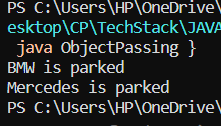 PS C:\Users\HP\OneDrive\
esktop\CP\TechStack\JAVA
java ObjectPassing }
BMW is parked
Mercedes is parked
PS C:\Users\HP\OneDrive\